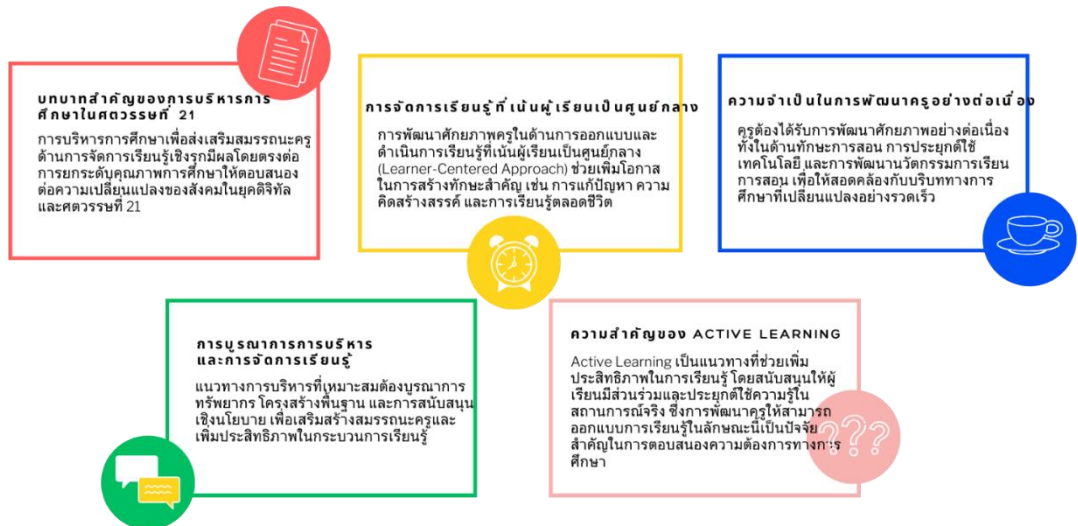 บทบาทสำคัญของการบริหารการ
ศึกษาในศตวรรษที่ 21
การบริหารการศึกษาเพื่อส่งเสริมสมรรถนะครู
ด้านการจัดการเรียนรู้เชิงรุกมีผลโดยตรงต่อ
การยกระดับคุณภาพการศึกษาให้ตอบสนอง
ต่อความเปลี่ยนแปลงของสังคมในยุคดิจิทัล
และศตวรรษที่ 21
การจัดการเรียนรู้ที่เน้นผู้เรียนเป็นศูนย์กลาง
การพัฒนาศักยภาพครูในด้านการออกแบบและ
ดำเนินการเรียนรู้ที่เน้นผู้เรียนเป็นศูนย์กลาง
(Learner-Centered Approach) ช่วยเพิ่มโอกาส
ในการสร้างทักษะสำคัญ เช่น การแก้ปัญหา ความ
คิดสร้างสรรค์ และการเรียนรู้ตลอดชีวิต
ความจำเป็นในการพัฒนาครูอย่างต่อเนื่อง
ครูต้องได้รับการพัฒนาศักยภาพอย่างต่อเนื่อง
ทั้งในด้านทักษะการสอน การประยุกต์ใช้
เทคโนโลยี และการพัฒนานวัตกรรมการเรียน
การสอน เพื่อให้สอดคล้องกับบริบททางการ
ศึกษาที่เปลี่ยนแปลงอย่างรวดเร็ว
การบูรณาการการบริหาร
และการจัดการเรียนรู้
แนวทางการบริหารที่เหมาะสมต้องบูรณาการ
ทรัพยากร โครงสร้างพื้นฐาน และการสนับสนุน
เชิงนโยบาย เพื่อเสริมสร้างสมรรถนะครูและ
เพิ่มประสิทธิภาพในกระบวนการเรียนรู้
ความสำคัญของ ACTIVE LEARNING
Active Learning เป็นแนวทางที่ช่วยเพิ่ม
ประสิทธิภาพในการเรียนรู้ โดยสนับสนุนให้ผู้
เรียนมีส่วนร่วมและประยุกต์ใช้ความรู้ใน
สถานการณ์จริง ซึ่งการพัฒนาครูให้สามารถ
ออกแบบการเรียนรู้ในลักษณะนี้เป็นปัจจัย
สำคัญในการตอบสนองความต้องการทางการ
ศึกษา
???